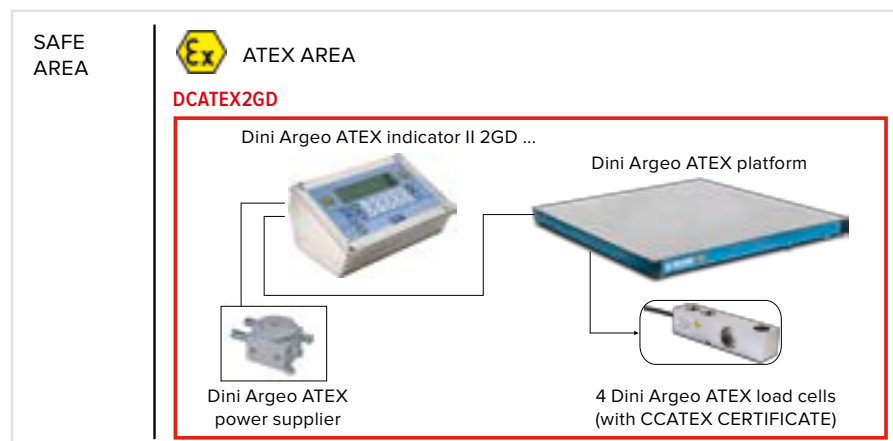 SAFE
AREA
Ex
ATEX AREA
DCATEX2GD
Dini Argeo ATEX indicator II 2GD ...
Dini Argeo ATEX platform
Dini Argeo ATEX
power supplier
4 Dini Argeo ATEX load cells
(with CCATEX CERTIFICATE)